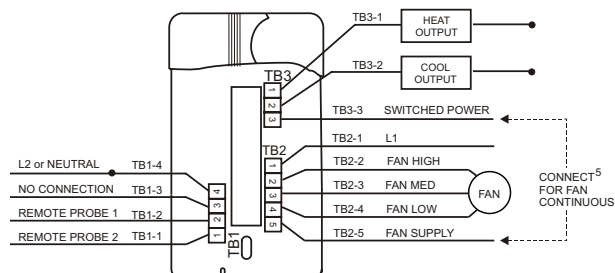 TB3-1 HEAT OUTPUT
TB3-2 COOL OUTPUT
TB3
1
2
3
TB3-3 SWITCHED POWER
TB2-1 L1
TB2
1
2
3
4
5
TB2-2 FAN HIGH
TB2-3 FAN MED
TB2-4 FAN LOW
TB2-5 FAN SUPPLY
FAN
CONNECT5
FOR FAN
CONTINUOUS
L2 or NEUTRAL TB1-4
NO CONNECTION TB1-3
REMOTE PROBE 1 TB1-2
REMOTE PROBE 2 TB1-1
4
3
2
1
TB1